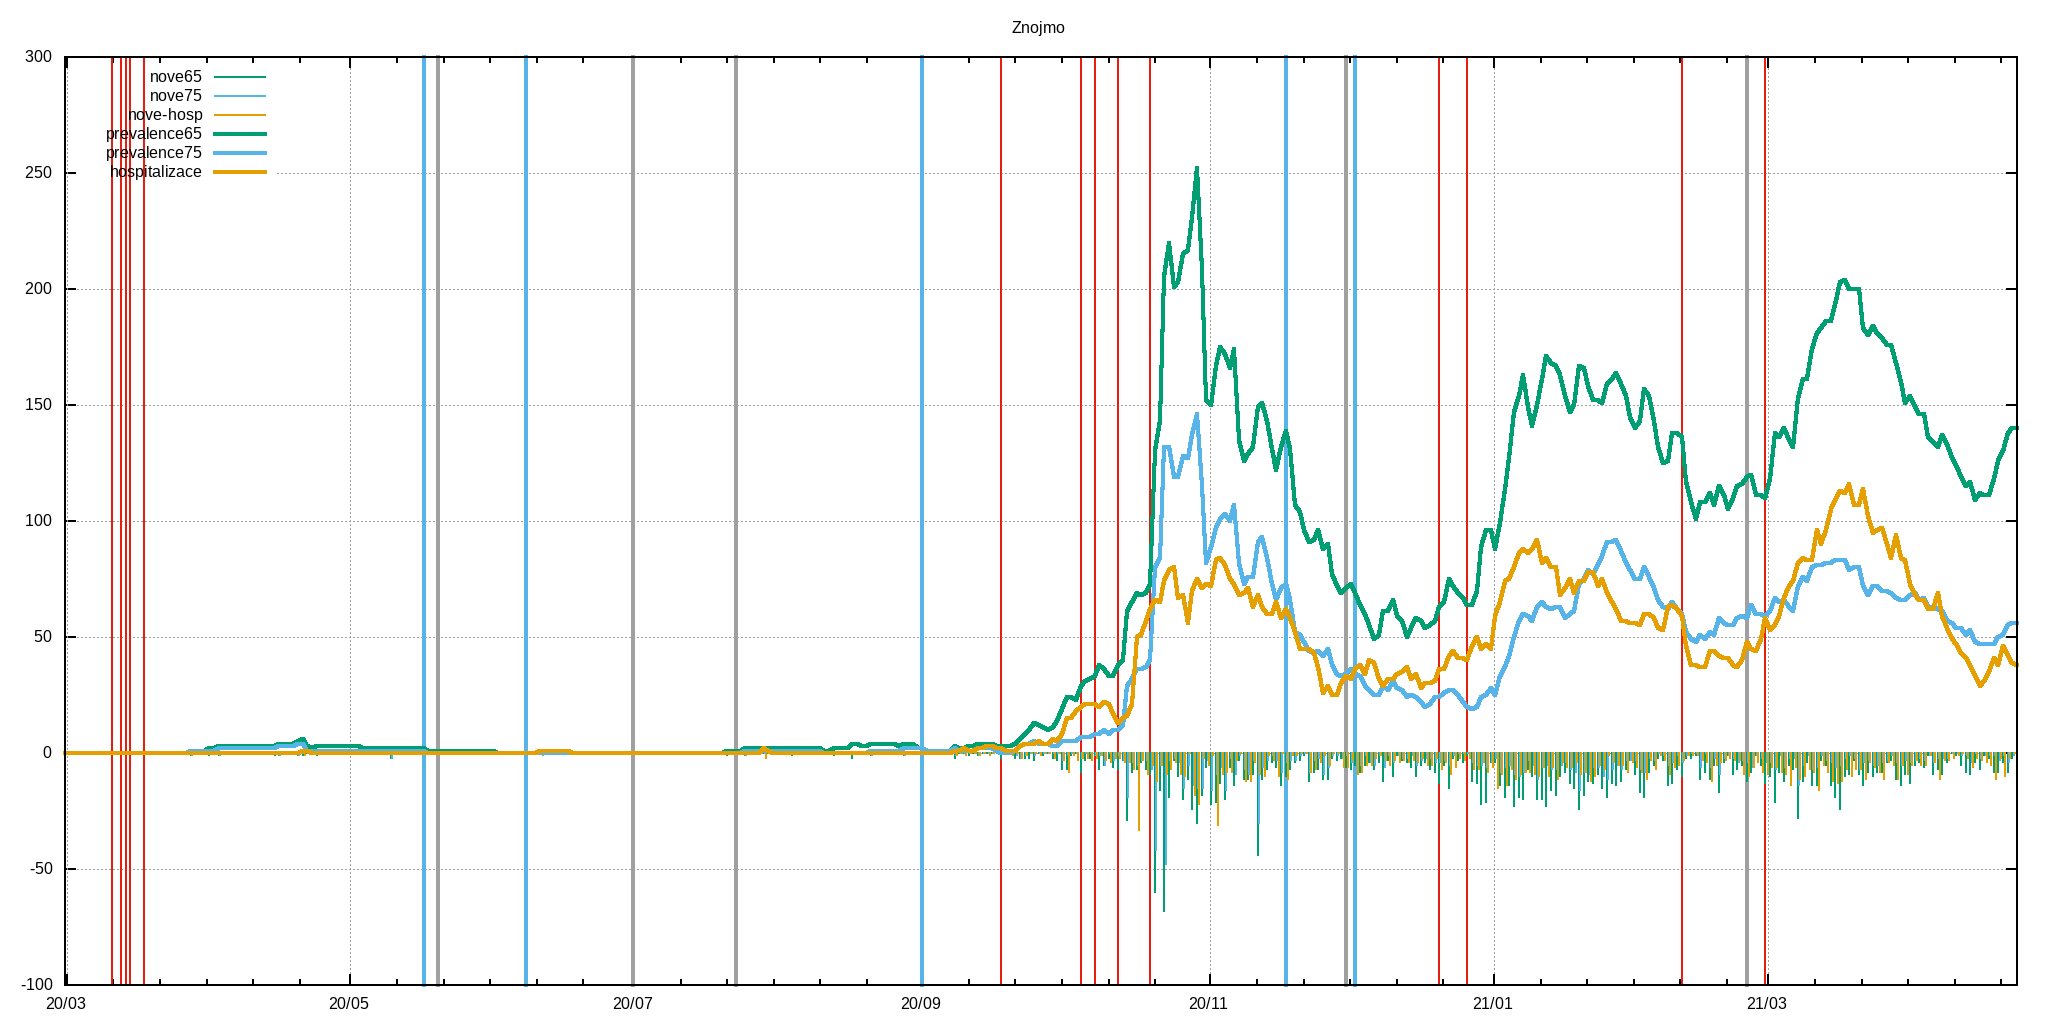 Znojmo
300
250
200
150
100
50
0
-50
-100
nove65
nove75
nove-hosp
prevalence65
prevalence75
hospitalizace
20/03 20/05 20/07 20/09 20/11 21/01 21/03